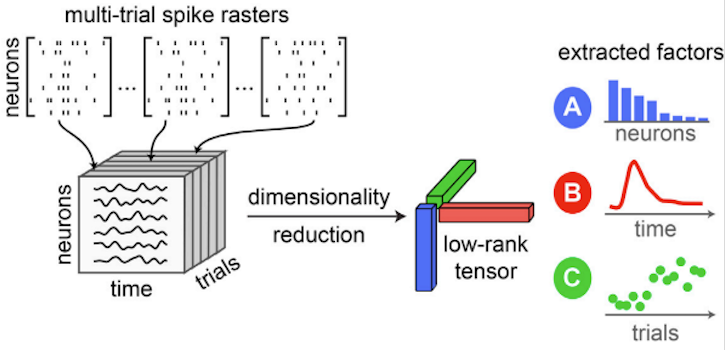 multi-trial spike rasters
neurons
...
...
extracted factors
A
neurons
neurons
time
trials
dimensionality
reduction
low-rank
tensor
B
time
C
trials